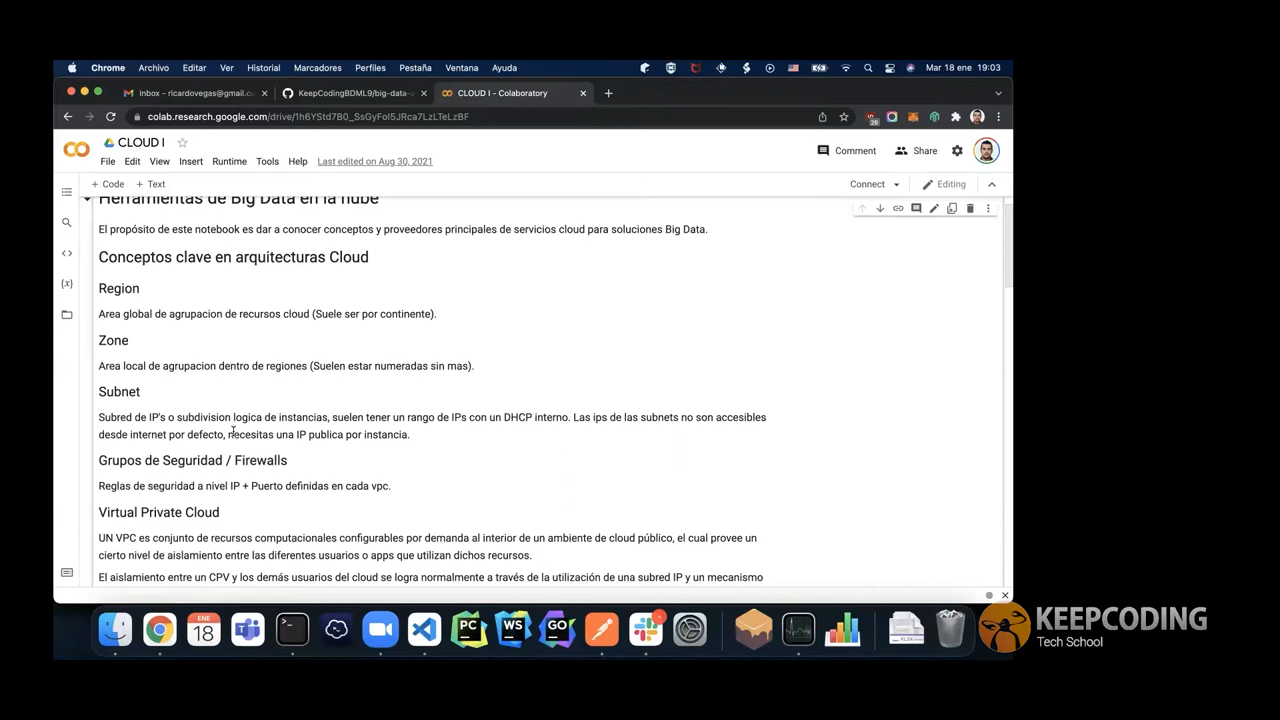 Chrome Archivo Editar Ver Historial Marcadores Perfiles Pestaña Ventana Ayuda Mar 18 ene 19:03
Inbox - ricardovegas@gmail.c KeepCodingBDML9/big-data- CLOUD I - Colaboratory
colab.research.google.com/drive/1h6YStd7B0_SsGyFoI5JRca7LzLTeLzBF
26
CLOUD I
Comment Share
File Edit View Insert Runtime Tools Help Last edited on Aug 30, 2021
+ Code + Text Connect Editing
Herramientas de Big Data en la nube
El propósito de este notebook es dar a conocer conceptos y proveedores principales de servicios cloud para soluciones Big Data.
Conceptos clave en arquitecturas Cloud
Region
Area global de agrupacion de recursos cloud (Suele ser por continente).
Zone
Area local de agrupacion dentro de regiones (Suelen estar numeradas sin mas).
Subnet
Subred de IP's o subdivision logica de instancias, suelen tener un rango de IPs con un DHCP interno. Las ips de las subnets no son accesibles
desde internet por defecto, necesitas una IP publica por instancia.
Grupos de Seguridad / Firewalls
Reglas de seguridad a nivel IP + Puerto definidas en cada vpc.
Virtual Private Cloud
UN VPC es conjunto de recursos computacionales configurables por demanda al interior de un ambiente de cloud público, el cual provee un
cierto nivel de aislamiento entre las diferentes usuarios o apps que utilizan dichos recursos.
El aislamiento entre un CPV y los demás usuarios del cloud se logra normalmente a través de la utilización de una subred IP y un mecanismo
ENE
18
PC
WS
GO
XLSX
KEEPCODING
Tech School